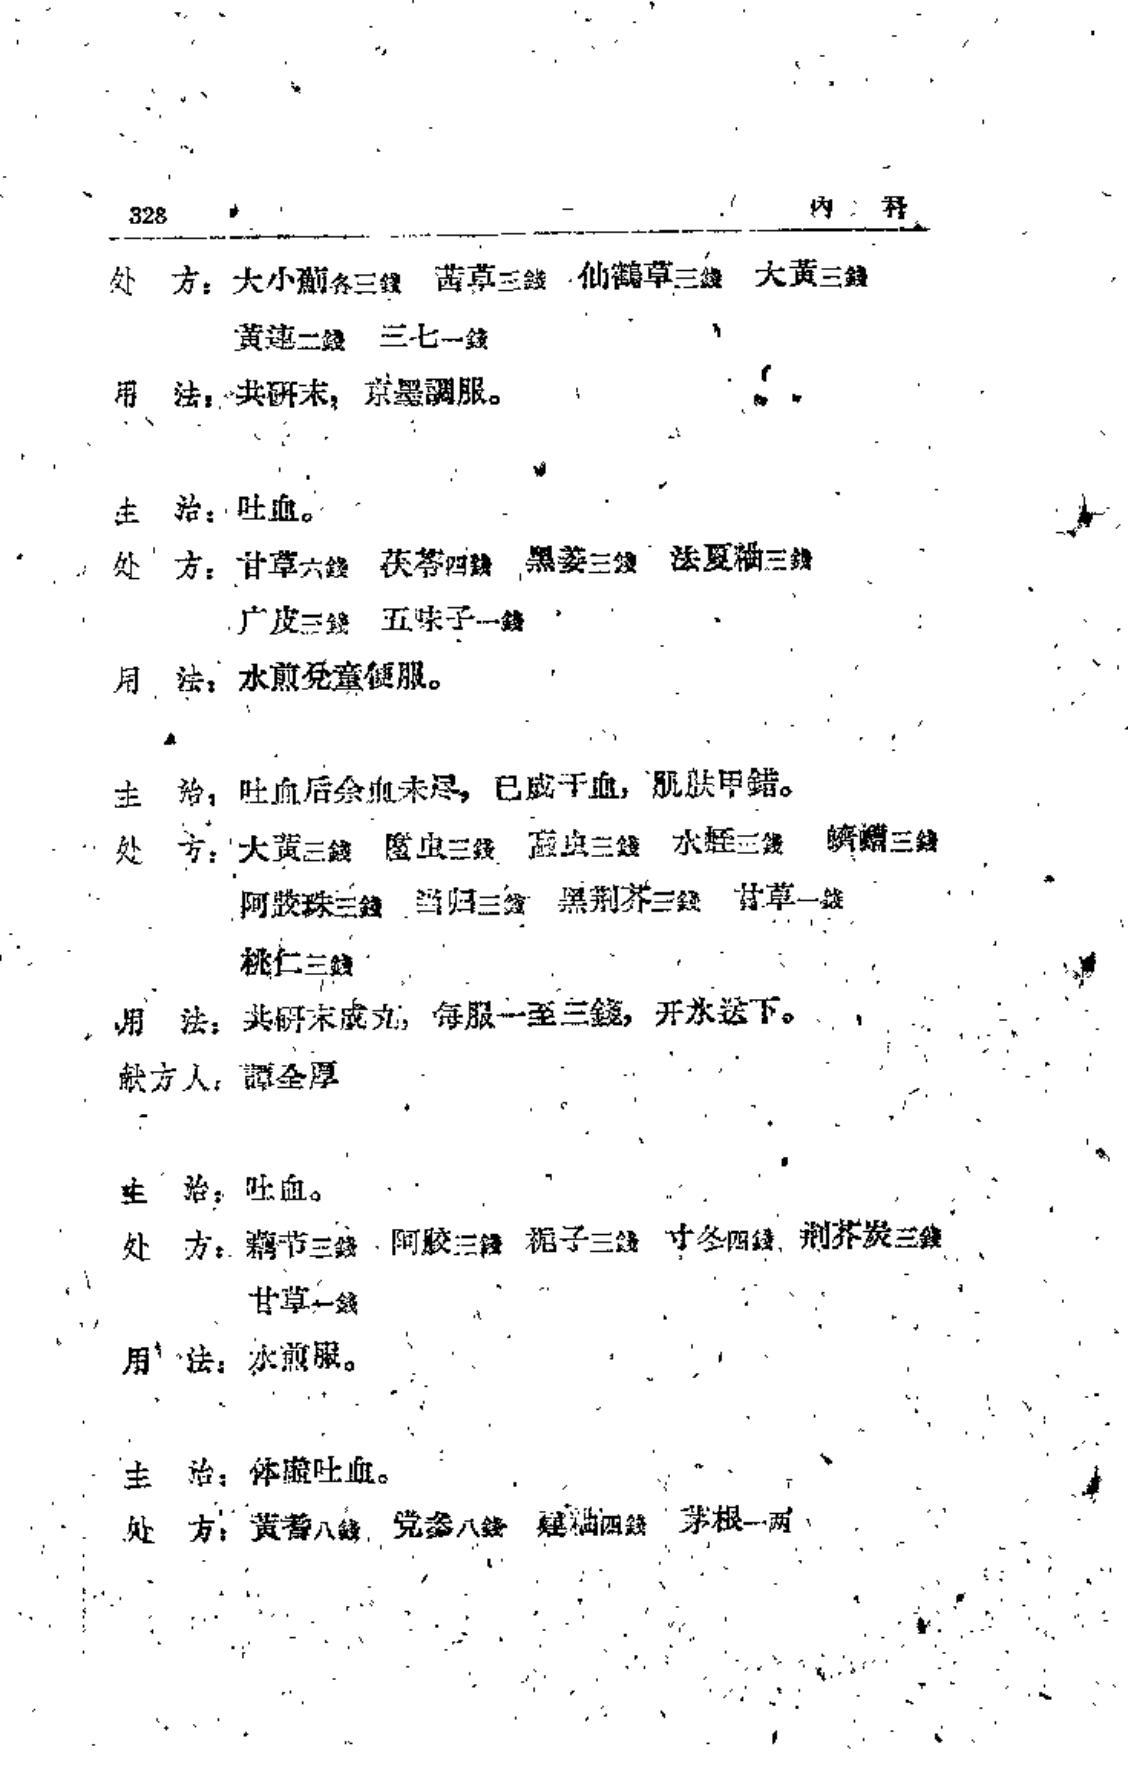 328 内 科
处 方：大小薊各三錢 茜草三錢 仙鶴草三錢 大黃三錢
黃連二錢 三七一錢
用 法：共研末，京墨調服。
主 治：吐血。
处 方：甘草六錢 茯苓四錢 黑姜三錢 法夏粬三錢
广皮三錢 五味子一錢
用 法：水煎兌童便服。
主 治：吐血后余血未尽，已成干血，肌肤甲錯。
处 方：大黃三錢 䗪虫三錢 虻虫三錢 水蛭三錢 蠐螬三錢
阿胶珠三錢 当归三錢 黑荆芥三錢 甘草一錢
桃仁三錢
用 法：共研末成丸，每服一至三錢，开水送下。
献方人：譚全厚
主 治：吐血。
处 方：藕节三錢 阿胶三錢 梔子三錢 寸冬四錢 荆芥炭三錢
甘草一錢
用 法：水煎服。
主 治：体虛吐血。
处 方：黃耆八錢 党參八錢 建粬四錢 茅根一两